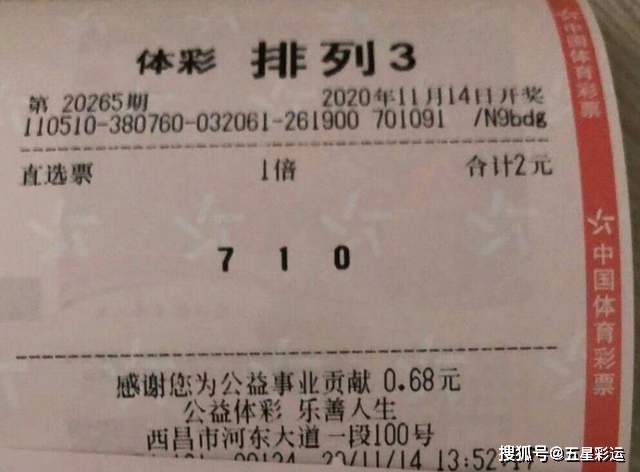 体彩 排列3
第 20265期 2020年11月14日开奖
110510-380760-032061-261900 701091 /N9bdg
直选票 1倍 合计2元
7 1 0
感谢您为公益事业贡献 0.68元
公益体彩 乐善人生
西昌市河东大道一段100号
20/11/14 13:52
中国体育彩票
中国体育彩票
搜狐号@五星彩运